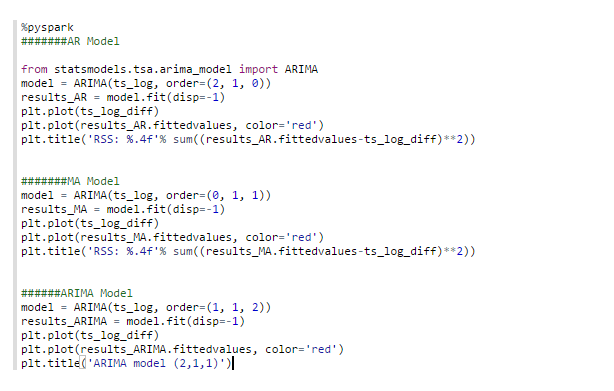 %pyspark
#######AR Model
from statsmodels.tsa.arima_model import ARIMA
model = ARIMA(ts_log, order=(2, 1, 0))
results_AR = model.fit(disp=-1)
plt.plot(ts_log_diff)
plt.plot(results_AR.fittedvalues, color='red')
plt.title('RSS: %.4f'% sum((results_AR.fittedvalues-ts_log_diff)**2))
#######MA Model
model = ARIMA(ts_log, order=(0, 1, 1))
results_MA = model.fit(disp=-1)
plt.plot(ts_log_diff)
plt.plot(results_MA.fittedvalues, color='red')
plt.title('RSS: %.4f'% sum((results_MA.fittedvalues-ts_log_diff)**2))
######ARIMA Model
model = ARIMA(ts_log, order=(1, 1, 2))
results_ARIMA = model.fit(disp=-1)
plt.plot(ts_log_diff)
plt.plot(results_ARIMA.fittedvalues, color='red')
plt.title('ARIMA model (2,1,1)')